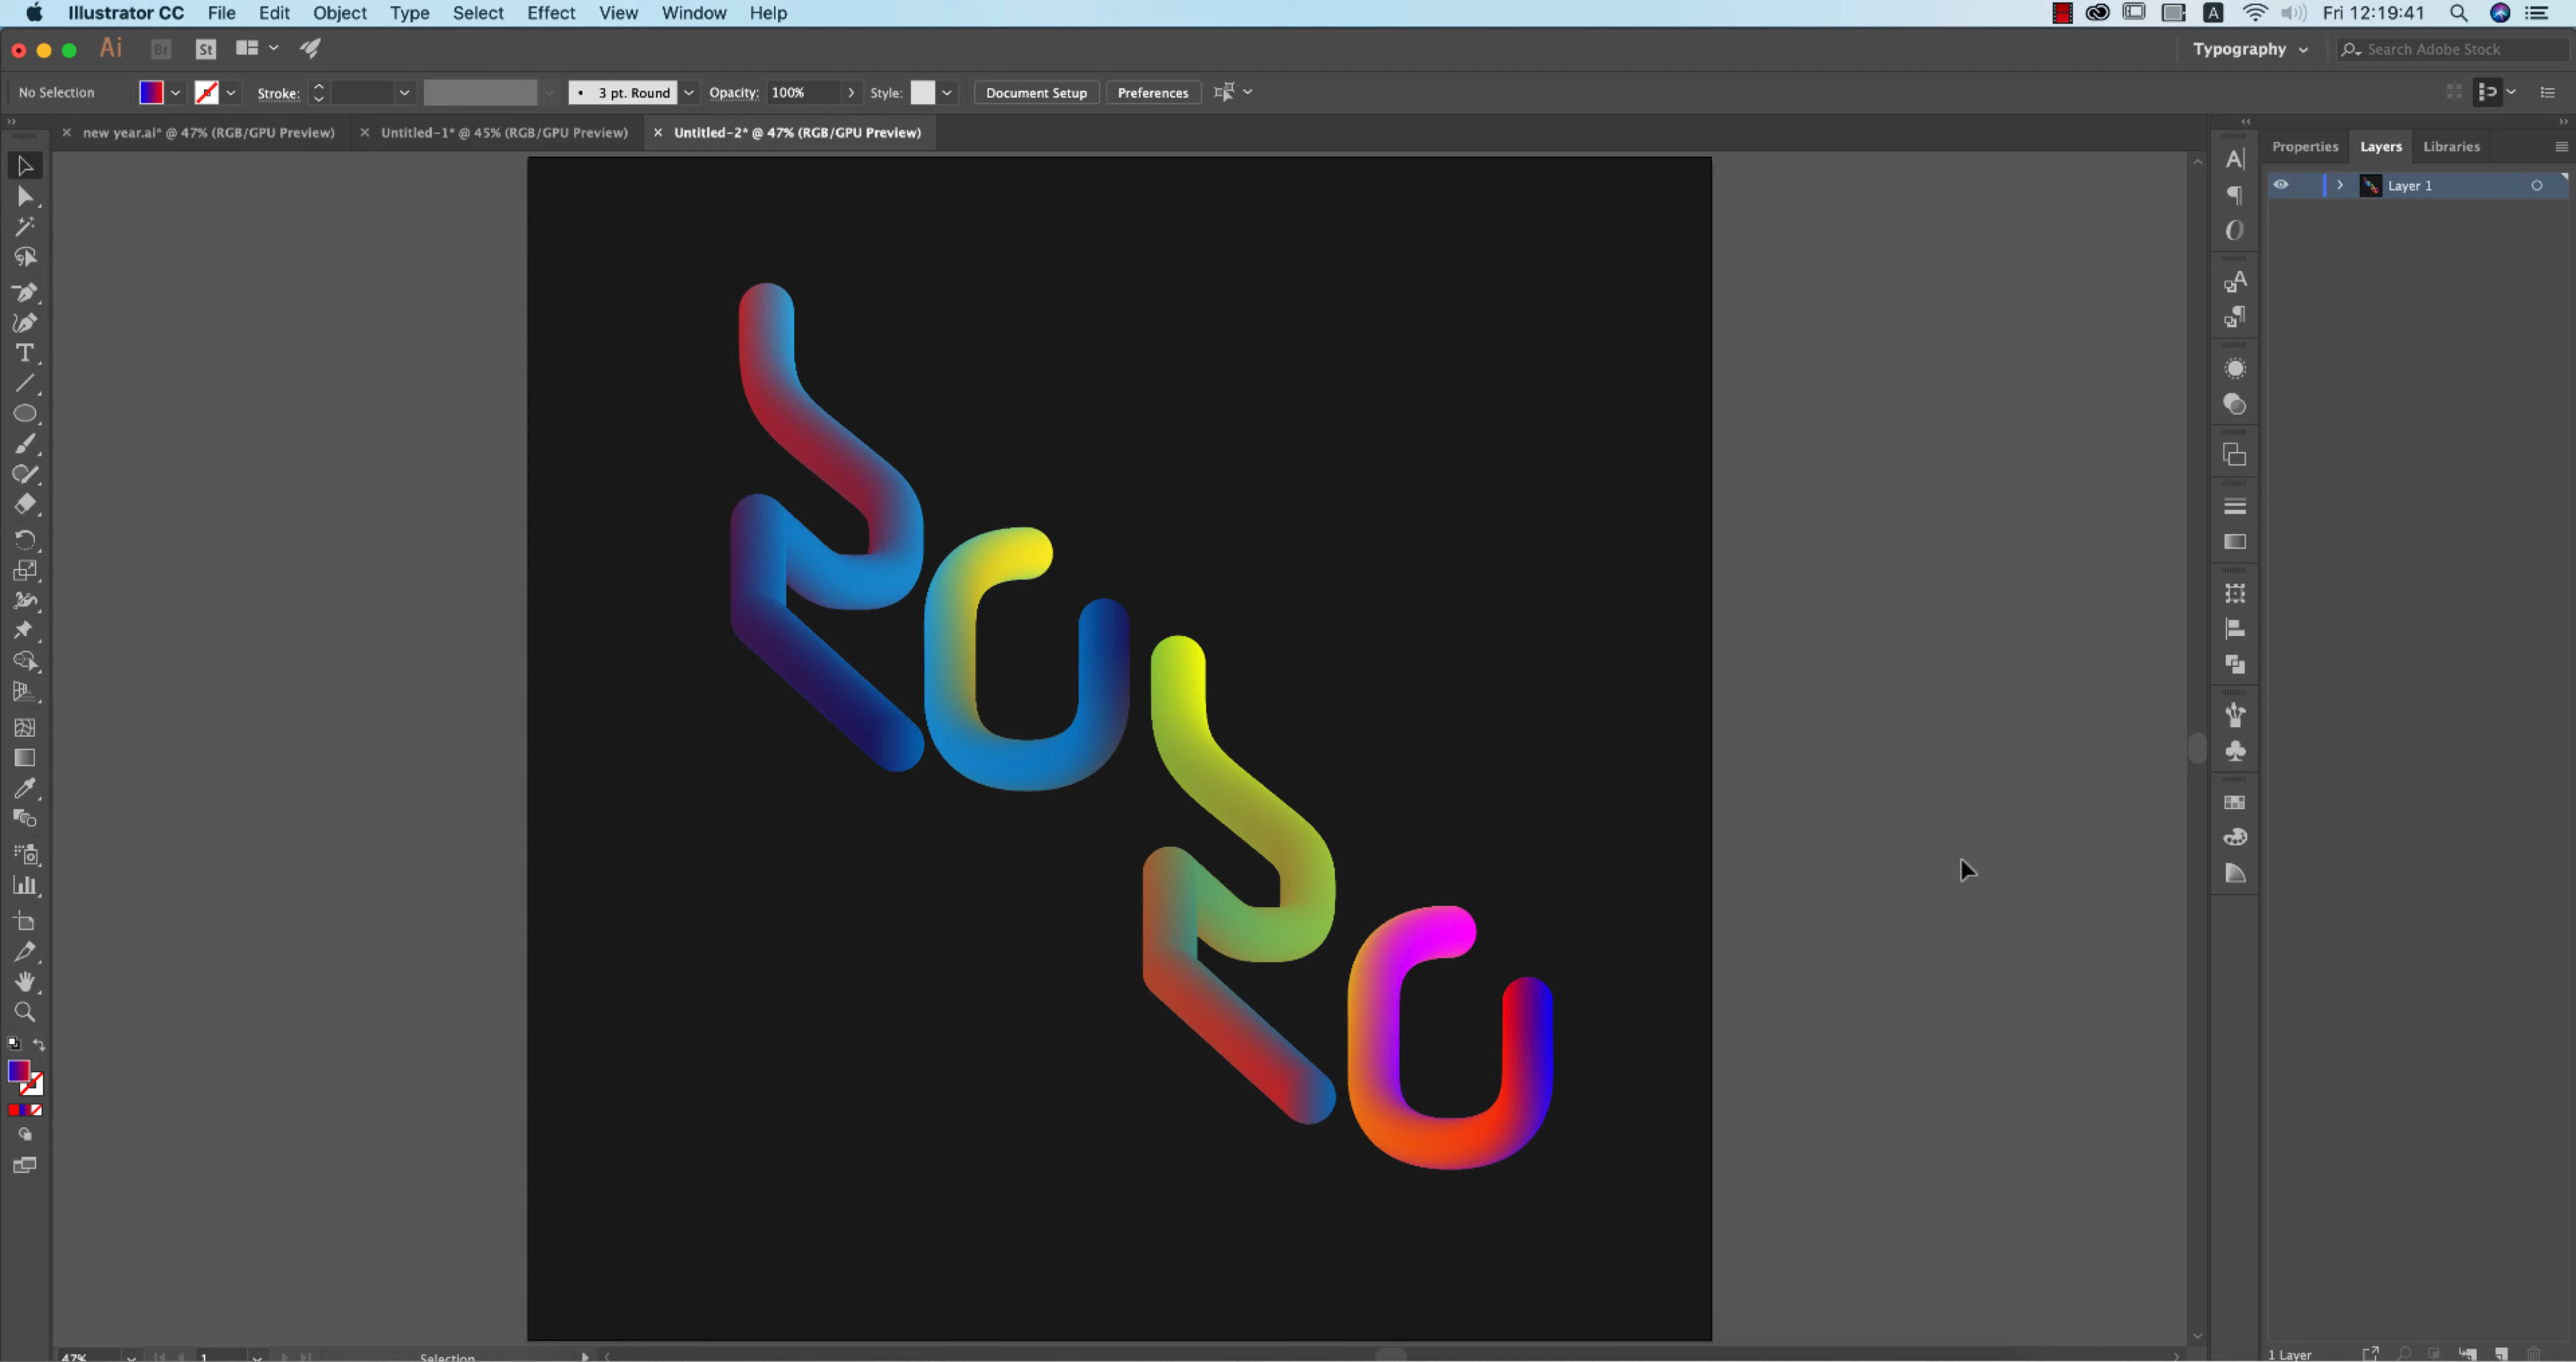 Illustrator CC File Edit Object Type Select Effect View Window Help
A Fri 12:19:41
Ai Br St Typography Search Adobe Stock
No Selection Stroke: 3 pt. Round Opacity: 100% Style: Document Setup Preferences
new year.ai* @ 47% (RGB/GPU Preview) Untitled-1* @ 45% (RGB/GPU Preview) Untitled-2* @ 47% (RGB/GPU Preview)
Properties Layers Libraries
Layer 1
47% 1 Selection
1 Layer